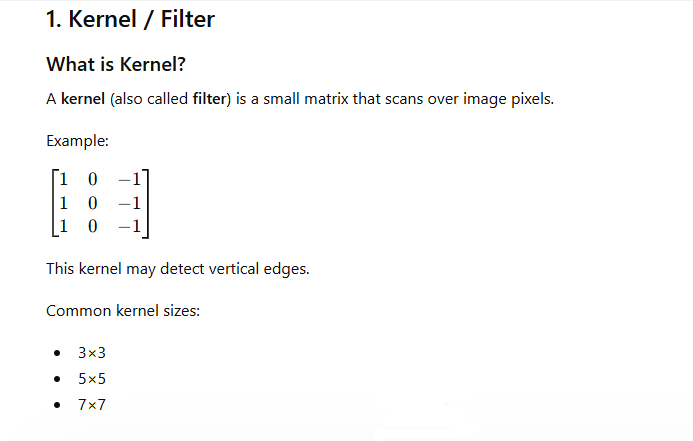 1. Kernel / Filter
What is Kernel?
A kernel (also called filter) is a small matrix that scans over image pixels.
Example:
1 0 −1
1 0 −1
1 0 −1
This kernel may detect vertical edges.
Common kernel sizes:
• 3×3
• 5×5
• 7×7